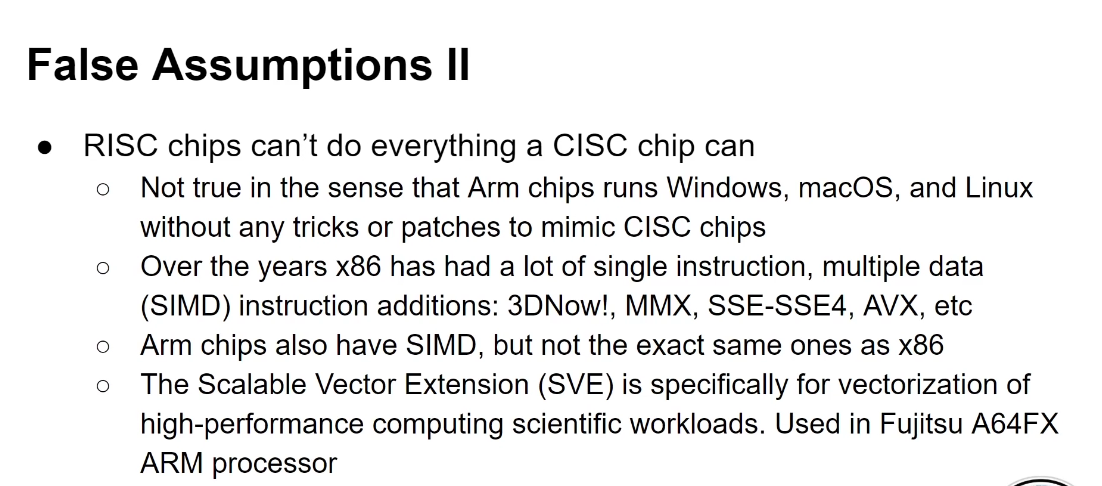 False Assumptions II
● RISC chips can't do everything a CISC chip can
○ Not true in the sense that Arm chips runs Windows, macOS, and Linux
without any tricks or patches to mimic CISC chips
○ Over the years x86 has had a lot of single instruction, multiple data
(SIMD) instruction additions: 3DNow!, MMX, SSE-SSE4, AVX, etc
○ Arm chips also have SIMD, but not the exact same ones as x86
○ The Scalable Vector Extension (SVE) is specifically for vectorization of
high-performance computing scientific workloads. Used in Fujitsu A64FX
ARM processor